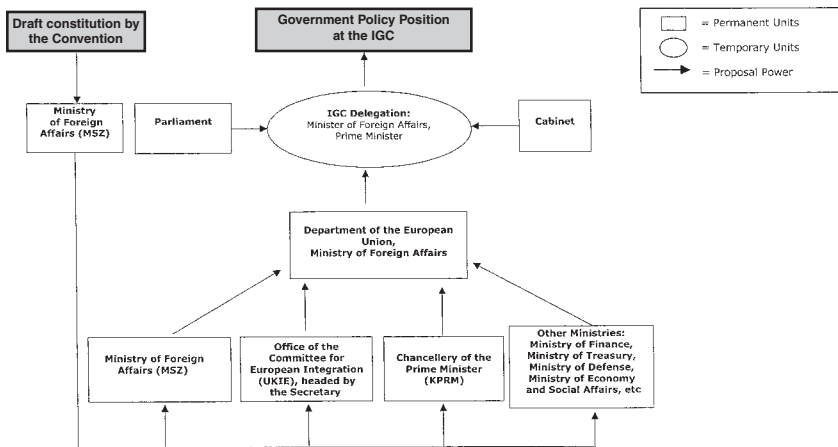 Draft constitution by
the Convention
Government Policy Position
at the IGC
= Permanent Units
= Temporary Units
= Proposal Power
Ministry
of Foreign
Affairs (MSZ)
Parliament
IGC Delegation:
Minister of Foreign Affairs,
Prime Minister
Cabinet
Department of the European
Union,
Ministry of Foreign Affairs
Ministry of Foreign
Affairs (MSZ)
Office of the
Committee for
European Integration
(UKIE), headed by
the Secretary
Chancellery of the
Prime Minister
(KPRM)
Other Ministries:
Ministry of Finance,
Ministry of Treasury,
Ministry of Defense,
Ministry of Economy
and Social Affairs, etc